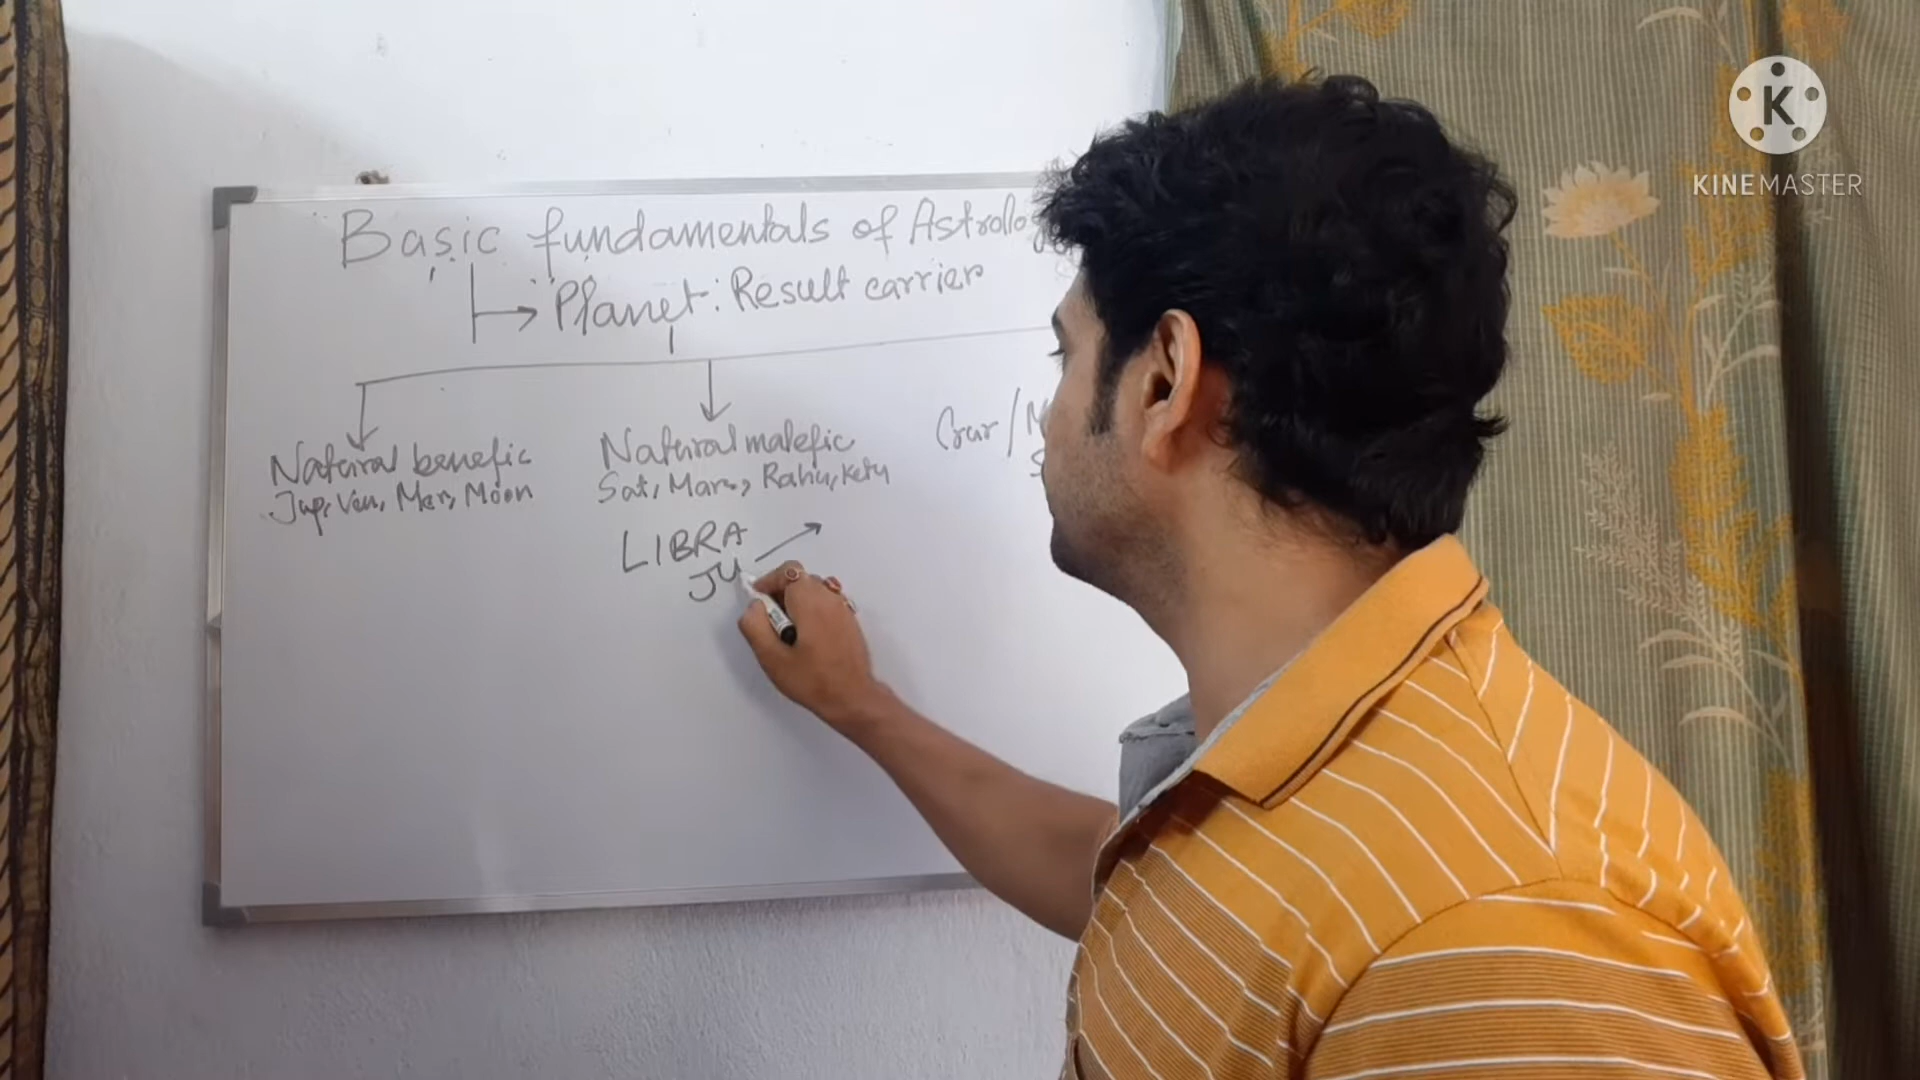 Basic fundamentals of Astrolo
Planet: Result carrier
Natural benefic
Jup, Ven, Mer, Moon
Natural malefic
Sat, Mars, Rahu, Ketu
Crur / M
S
LIBRA
JU
K
KINEMASTER